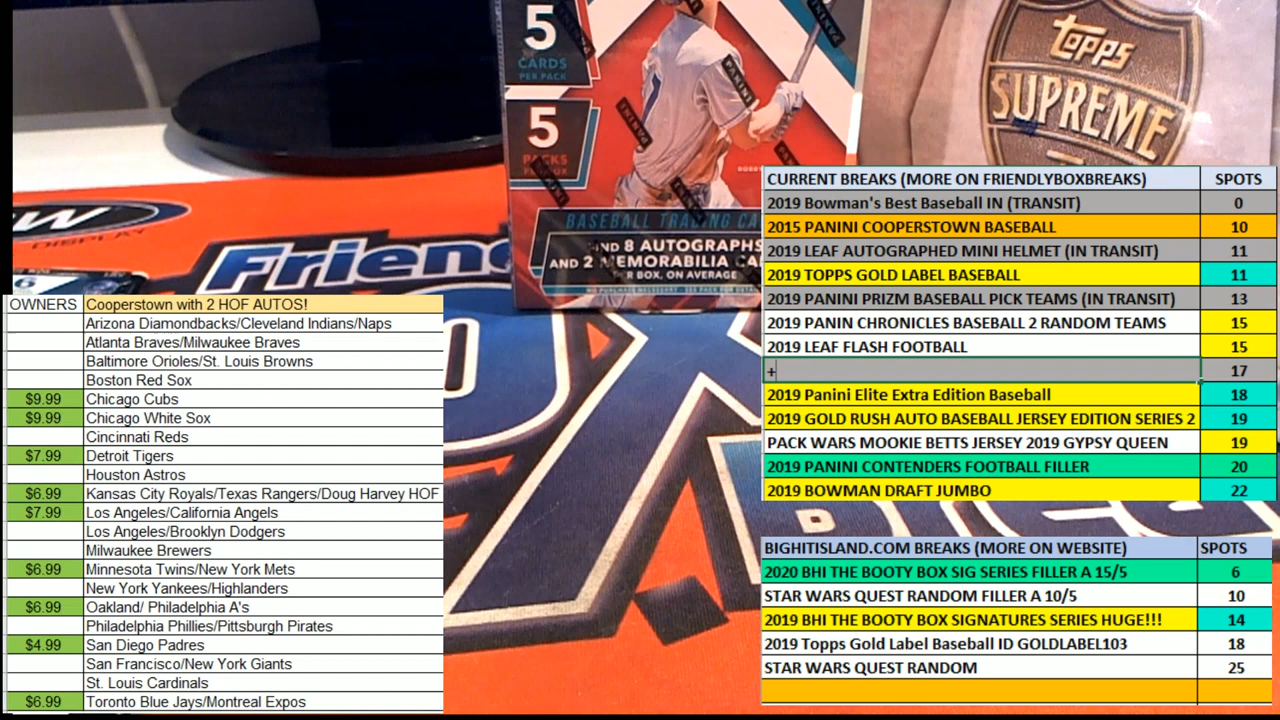 5
CARDS
PER PACK
5
PACKS
BASEBALL TRADING CA
AND 8 AUTOGRAPHS
AND 2 MEMORABILIA CA
R BOX, ON AVERAGE
PANINI
PANINI
PANINI
topps
SUPREME
DISPLAY
Frien
OWNERS Cooperstown with 2 HOF AUTOS!
Arizona Diamondbacks/Cleveland Indians/Naps
Atlanta Braves/Milwaukee Braves
Baltimore Orioles/St. Louis Browns
Boston Red Sox
$9.99 Chicago Cubs
$9.99 Chicago White Sox
Cincinnati Reds
$7.99 Detroit Tigers
Houston Astros
$6.99 Kansas City Royals/Texas Rangers/Doug Harvey HOF
$7.99 Los Angeles/California Angels
Los Angeles/Brooklyn Dodgers
Milwaukee Brewers
$6.99 Minnesota Twins/New York Mets
New York Yankees/Highlanders
$6.99 Oakland/ Philadelphia A's
Philadelphia Phillies/Pittsburgh Pirates
$4.99 San Diego Padres
San Francisco/New York Giants
St. Louis Cardinals
$6.99 Toronto Blue Jays/Montreal Expos
CURRENT BREAKS (MORE ON FRIENDLYBOXBREAKS) SPOTS
2019 Bowman's Best Baseball IN (TRANSIT) 0
2015 PANINI COOPERSTOWN BASEBALL 10
2019 LEAF AUTOGRAPHED MINI HELMET (IN TRANSIT) 11
2019 TOPPS GOLD LABEL BASEBALL 11
2019 PANINI PRIZM BASEBALL PICK TEAMS (IN TRANSIT) 13
2019 PANIN CHRONICLES BASEBALL 2 RANDOM TEAMS 15
2019 LEAF FLASH FOOTBALL 15
+ 17
2019 Panini Elite Extra Edition Baseball 18
2019 GOLD RUSH AUTO BASEBALL JERSEY EDITION SERIES 2 19
PACK WARS MOOKIE BETTS JERSEY 2019 GYPSY QUEEN 19
2019 PANINI CONTENDERS FOOTBALL FILLER 20
2019 BOWMAN DRAFT JUMBO 22
BIGHITISLAND.COM BREAKS (MORE ON WEBSITE) SPOTS
2020 BHI THE BOOTY BOX SIG SERIES FILLER A 15/5 6
STAR WARS QUEST RANDOM FILLER A 10/5 10
2019 BHI THE BOOTY BOX SIGNATURES SERIES HUGE!!! 14
2019 Topps Gold Label Baseball ID GOLDLABEL103 18
STAR WARS QUEST RANDOM 25